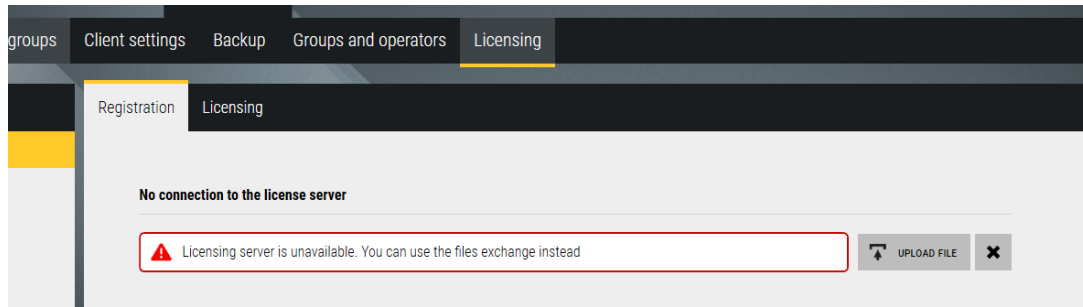 groups Client settings Backup Groups and operators Licensing
Registration Licensing
No connection to the license server
Licensing server is unavailable. You can use the files exchange instead UPLOAD FILE